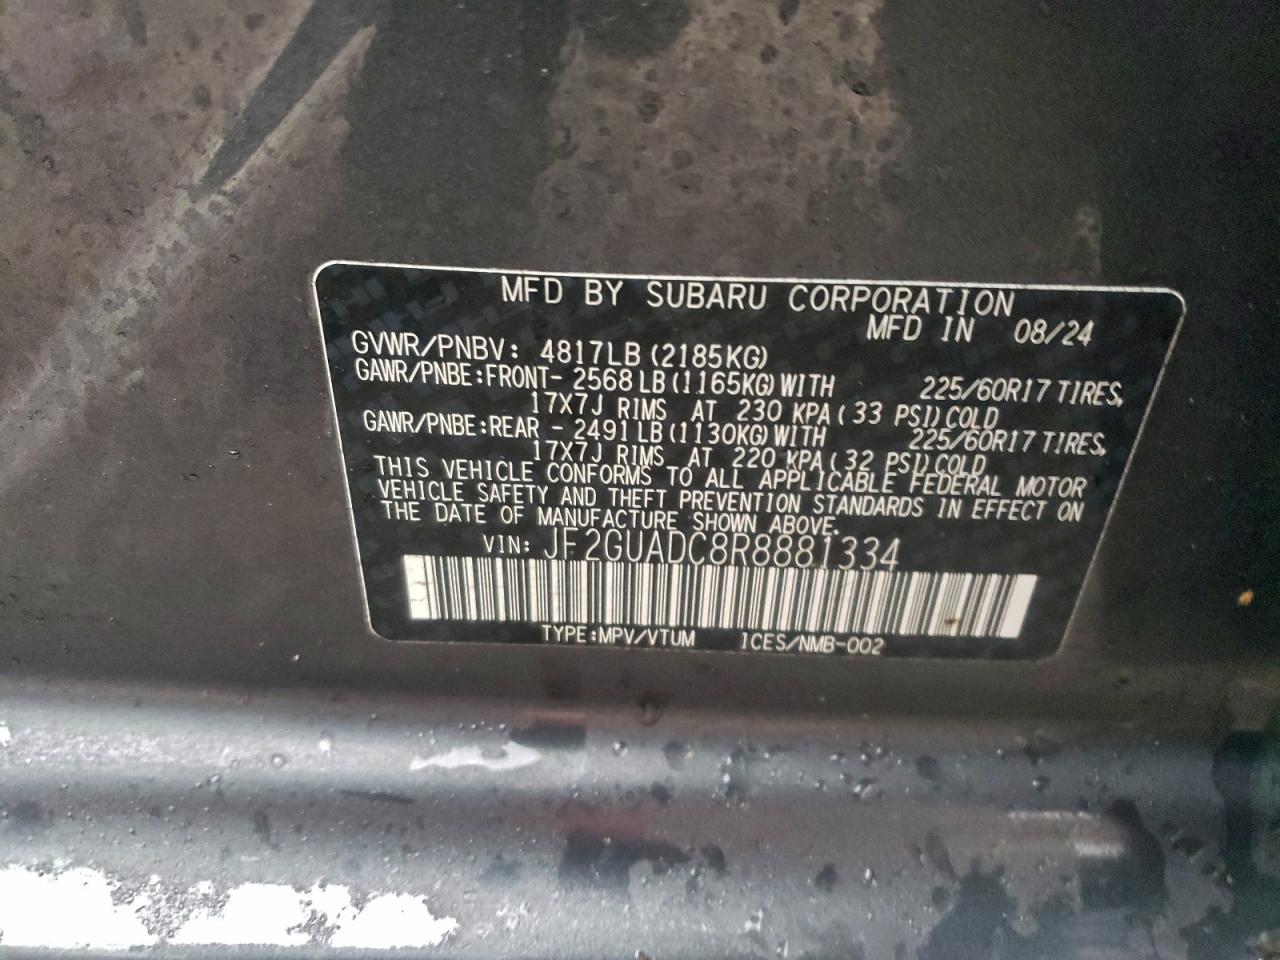 MFD BY SUBARU CORPORATION
MFD IN 08/24
GVWR/PNBV: 4817LB (2185KG)
GAWR/PNBE:FRONT- 2568 LB (1165KG) WITH 225/60R17 TIRES,
17X7J RIMS AT 230 KPA (33 PSI) COLD
GAWR/PNBE:REAR - 2491 LB (1130KG) WITH 225/60R17 TIRES,
17X7J RIMS AT 220 KPA (32 PSI) COLD
THIS VEHICLE CONFORMS TO ALL APPLICABLE FEDERAL MOTOR
VEHICLE SAFETY AND THEFT PREVENTION STANDARDS IN EFFECT ON
THE DATE OF MANUFACTURE SHOWN ABOVE.
VIN: JF2GUADC8R8881334
TYPE:MPV/VTUM ICES/NMB-002